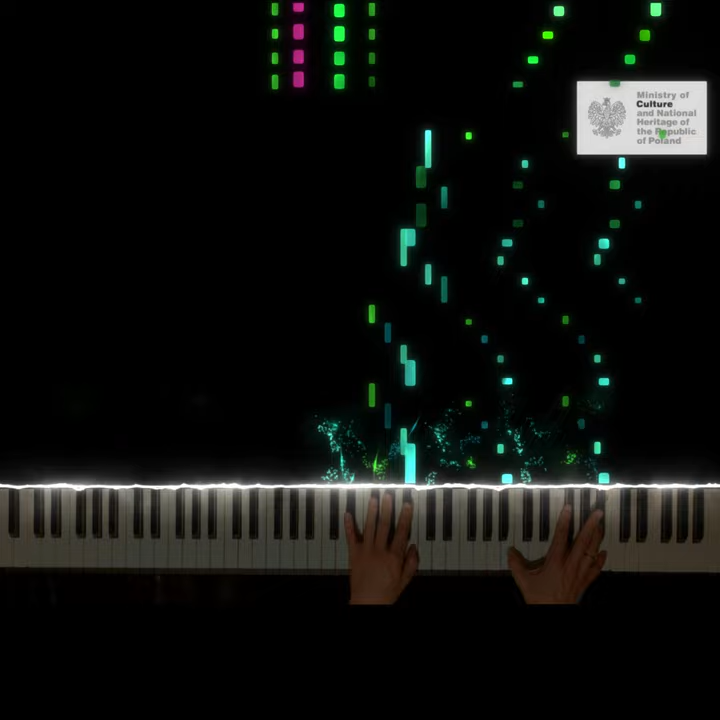 Ministry of
Culture
and National
Heritage of
the Republic
of Poland